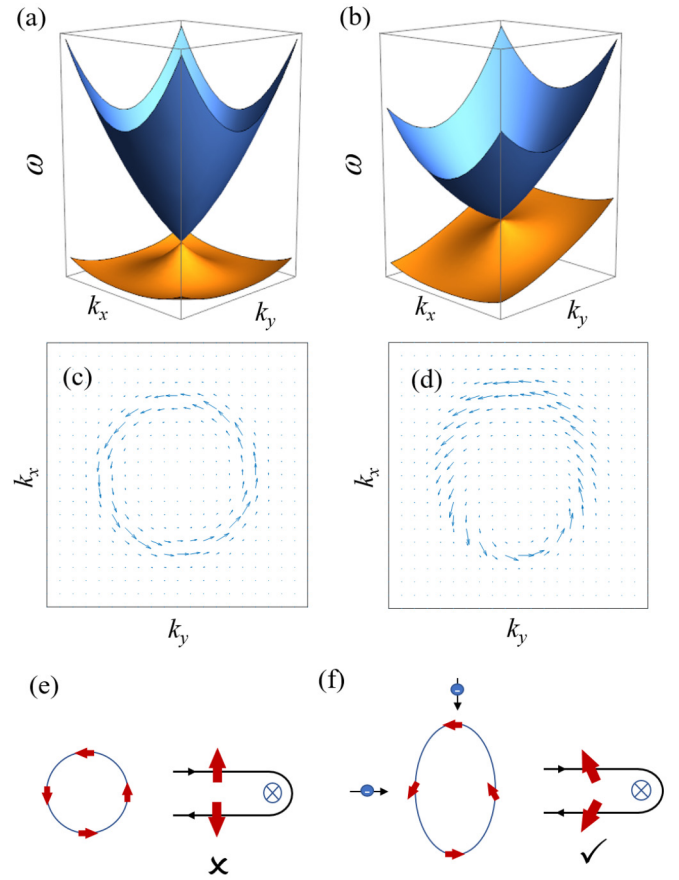 (a)
(b)
ω
ω
k_x
k_y
k_x
k_y
(c)
(d)
k_x
k_x
k_y
k_y
(e)
(f)
-
-
⊗
⊗
✗
✓